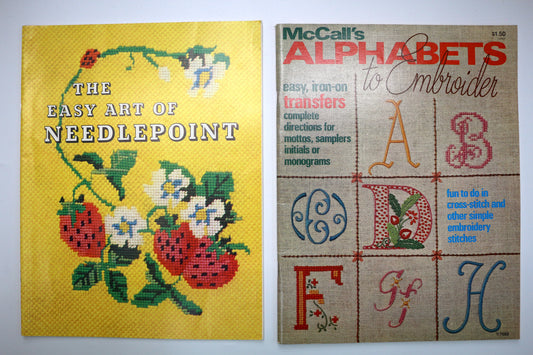 THE
EASY ART OF
NEEDLEPOINT
McCall's
$1.50
ALPHABETS
to Embroider
easy, iron-on
transfers
complete
directions for
mottos, samplers
initials or
monograms
A
B
C
D
fun to do in
cross-stitch and
other simple
embroidery
stitches
F
G
H